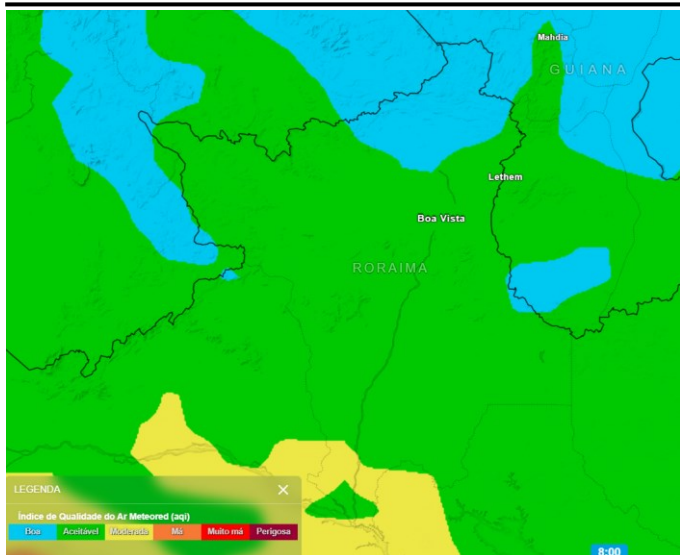 Mahdia
GUIANA
Lethem
Boa Vista
RORAIMA
LEGENDA
Índice de Qualidade do Ar Meteored (aqi)
Boa Aceitável Moderada Má Muito má Perigosa
8:00